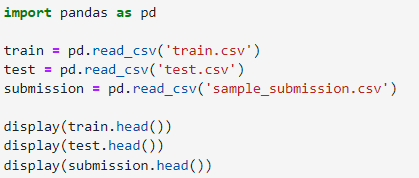 import pandas as pd
train = pd.read_csv('train.csv')
test = pd.read_csv('test.csv')
submission = pd.read_csv('sample_submission.csv')
display(train.head())
display(test.head())
display(submission.head())